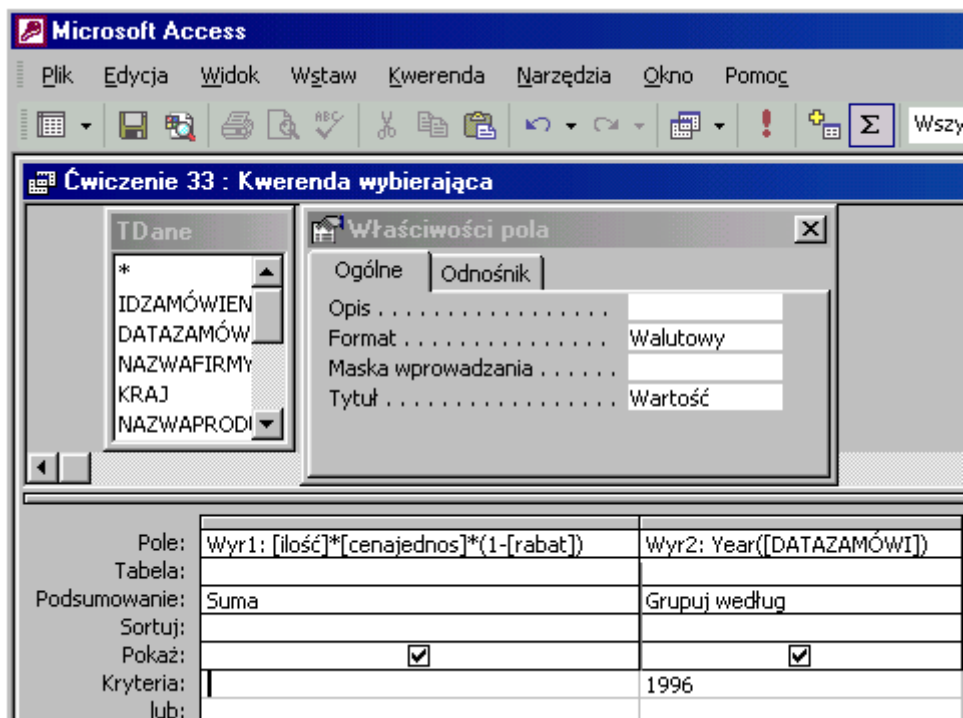 Microsoft Access
Plik Edycja Widok Wstaw Kwerenda Narzędzia Okno Pomoc
ABC Σ Wszy
Ćwiczenie 33 : Kwerenda wybierająca
TDane
*
IDZAMÓWIEN
DATAZAMÓW
NAZWAFIRMY
KRAJ
NAZWAPRODU
Właściwości pola
Ogólne Odnośnik
Opis . . . . . . . . . . . . . . . . .
Format . . . . . . . . . . . . . . . Walutowy
Maska wprowadzania . . . . . .
Tytuł . . . . . . . . . . . . . . . . . Wartość
Pole: Wyr1: [ilość]*[cenajednos]*(1-[rabat]) Wyr2: Year([DATAZAMÓWI])
Tabela:
Podsumowanie: Suma Grupuj według
Sortuj:
Pokaż:
Kryteria: 1996
lub: